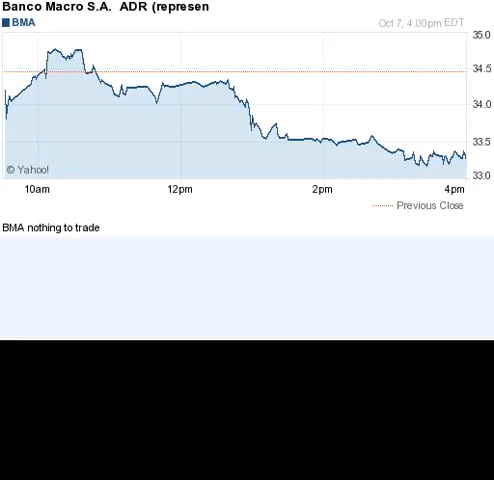 Banco Macro S.A. ADR (represen
BMA
Oct 7, 4:00pm EDT
35.0
34.5
34.0
33.5
33.0
© Yahoo!
10am 12pm 2pm 4pm
Previous Close
BMA nothing to trade